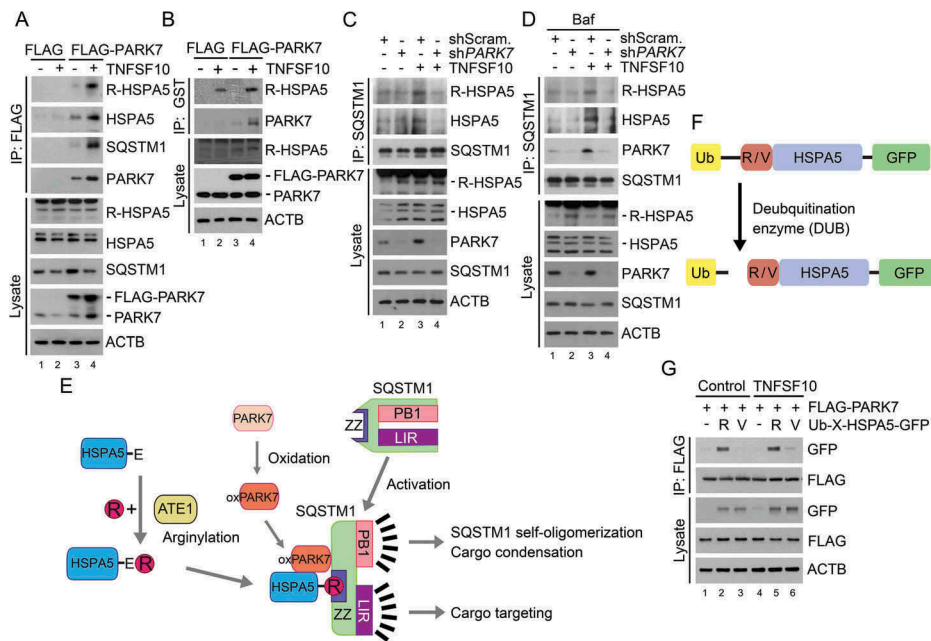 A
FLAG FLAG-PARK7
- + - + TNFSF10
IP: FLAG
R-HSPA5
HSPA5
SQSTM1
PARK7
Lysate
R-HSPA5
HSPA5
SQSTM1
- FLAG-PARK7
- PARK7
ACTB
1 2 3 4
B
FLAG FLAG-PARK7
- + - + TNFSF10
IP: GST
R-HSPA5
PARK7
Lysate
R-HSPA5
- FLAG-PARK7
- PARK7
ACTB
1 2 3 4
C
+ - + - shScram.
- + - + shPARK7
- - + + TNFSF10
IP: SQSTM1
R-HSPA5
HSPA5
SQSTM1
Lysate
- R-HSPA5
- HSPA5
PARK7
SQSTM1
ACTB
1 2 3 4
D
Baf
+ - + - shScram.
- + - + shPARK7
- - + + TNFSF10
IP: SQSTM1
R-HSPA5
HSPA5
PARK7
SQSTM1
Lysate
- R-HSPA5
- HSPA5
PARK7
SQSTM1
ACTB
1 2 3 4
E
HSPA5 -E
R +
ATE1
Arginylation
HSPA5 -E R
PARK7
Oxidation
oxPARK7
SQSTM1
ZZ
PB1
LIR
Activation
SQSTM1
oxPARK7
HSPA5 - R
ZZ
PB1
LIR
SQSTM1 self-oligomerization
Cargo condensation
Cargo targeting
F
Ub R / V HSPA5 GFP
Deubquitination
enzyme (DUB)
Ub R / V HSPA5 GFP
G
Control TNFSF10
+ + + + + + FLAG-PARK7
- R V - R V Ub-X-HSPA5-GFP
IP: FLAG
GFP
FLAG
Lysate
GFP
FLAG
ACTB
1 2 3 4 5 6